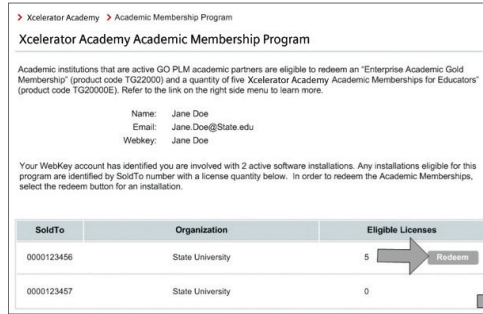 > Xcelerator Academy > Academic Membership Program
Xcelerator Academy Academic Membership Program
Academic institutions that are active GO PLM academic partners are eligible to redeem an “Enterprise Academic Gold
Membership” (product code TG22000) and a quantity of five Xcelerator Academy Academic Memberships for Educators”
(product code TG20000E). Refer to the link on the right side menu to learn more.
Name: Jane Doe
Email: Jane.Doe@State.edu
Webkey: Jane Doe
Your WebKey account has identified you are involved with 2 active software installations. Any installations eligible for this
program are identified by SoldTo number with a license quantity below. In order to redeem the Academic Memberships,
select the redeem button for an installation.
SoldTo Organization Eligible Licenses
0000123456 State University 5 Redeem
0000123457 State University 0